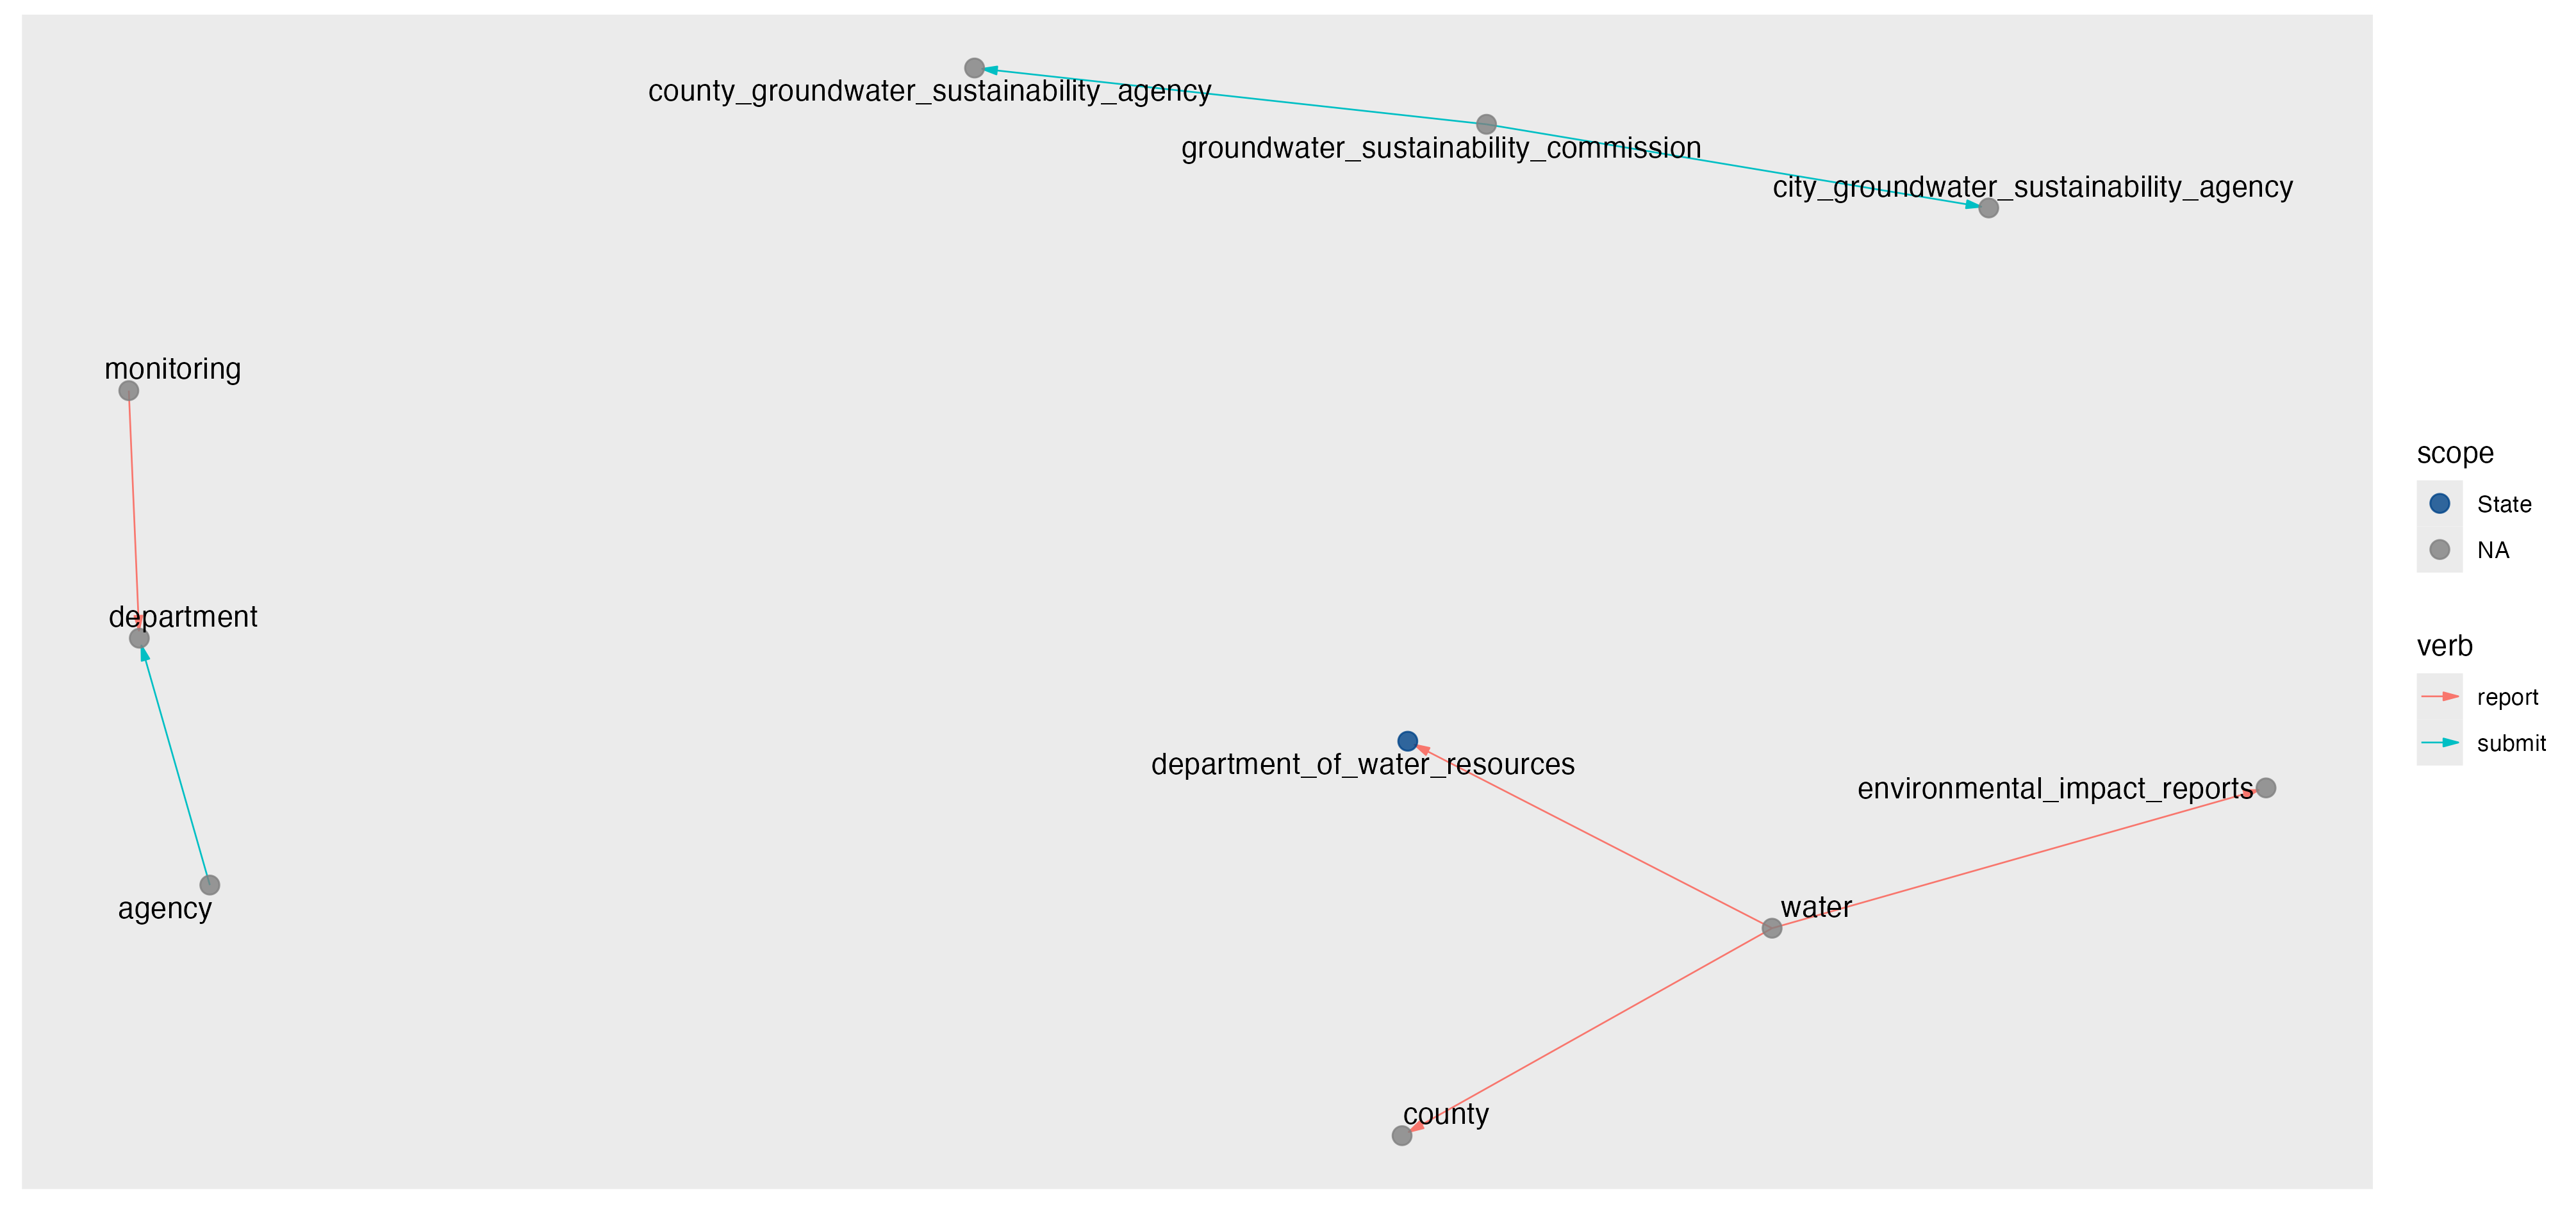 county_groundwater_sustainability_agency
groundwater_sustainability_commission
city_groundwater_sustainability_agency
monitoring
department
agency
department_of_water_resources
environmental_impact_reports
water
county
scope
State
NA
verb
report
submit